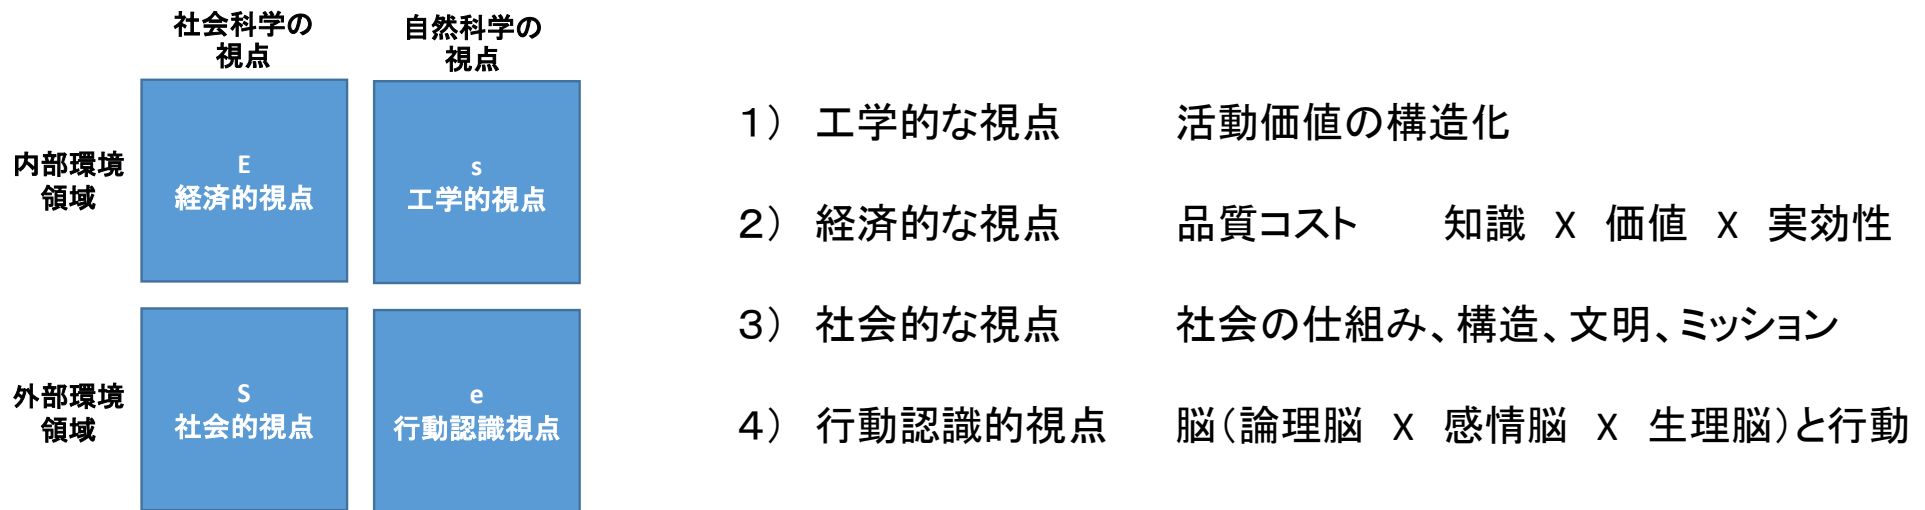 社会科学の
視点
自然科学の
視点
内部環境
領域
E
経済的視点
s
工学的視点
外部環境
領域
S
社会的視点
e
行動認識視点
１） 工学的な視点 活動価値の構造化
２） 経済的な視点 品質コスト 知識 X 価値 X 実効性
３） 社会的な視点 社会の仕組み、構造、文明、ミッション
４） 行動認識的視点 脳（論理脳 X 感情脳 X 生理脳）と行動